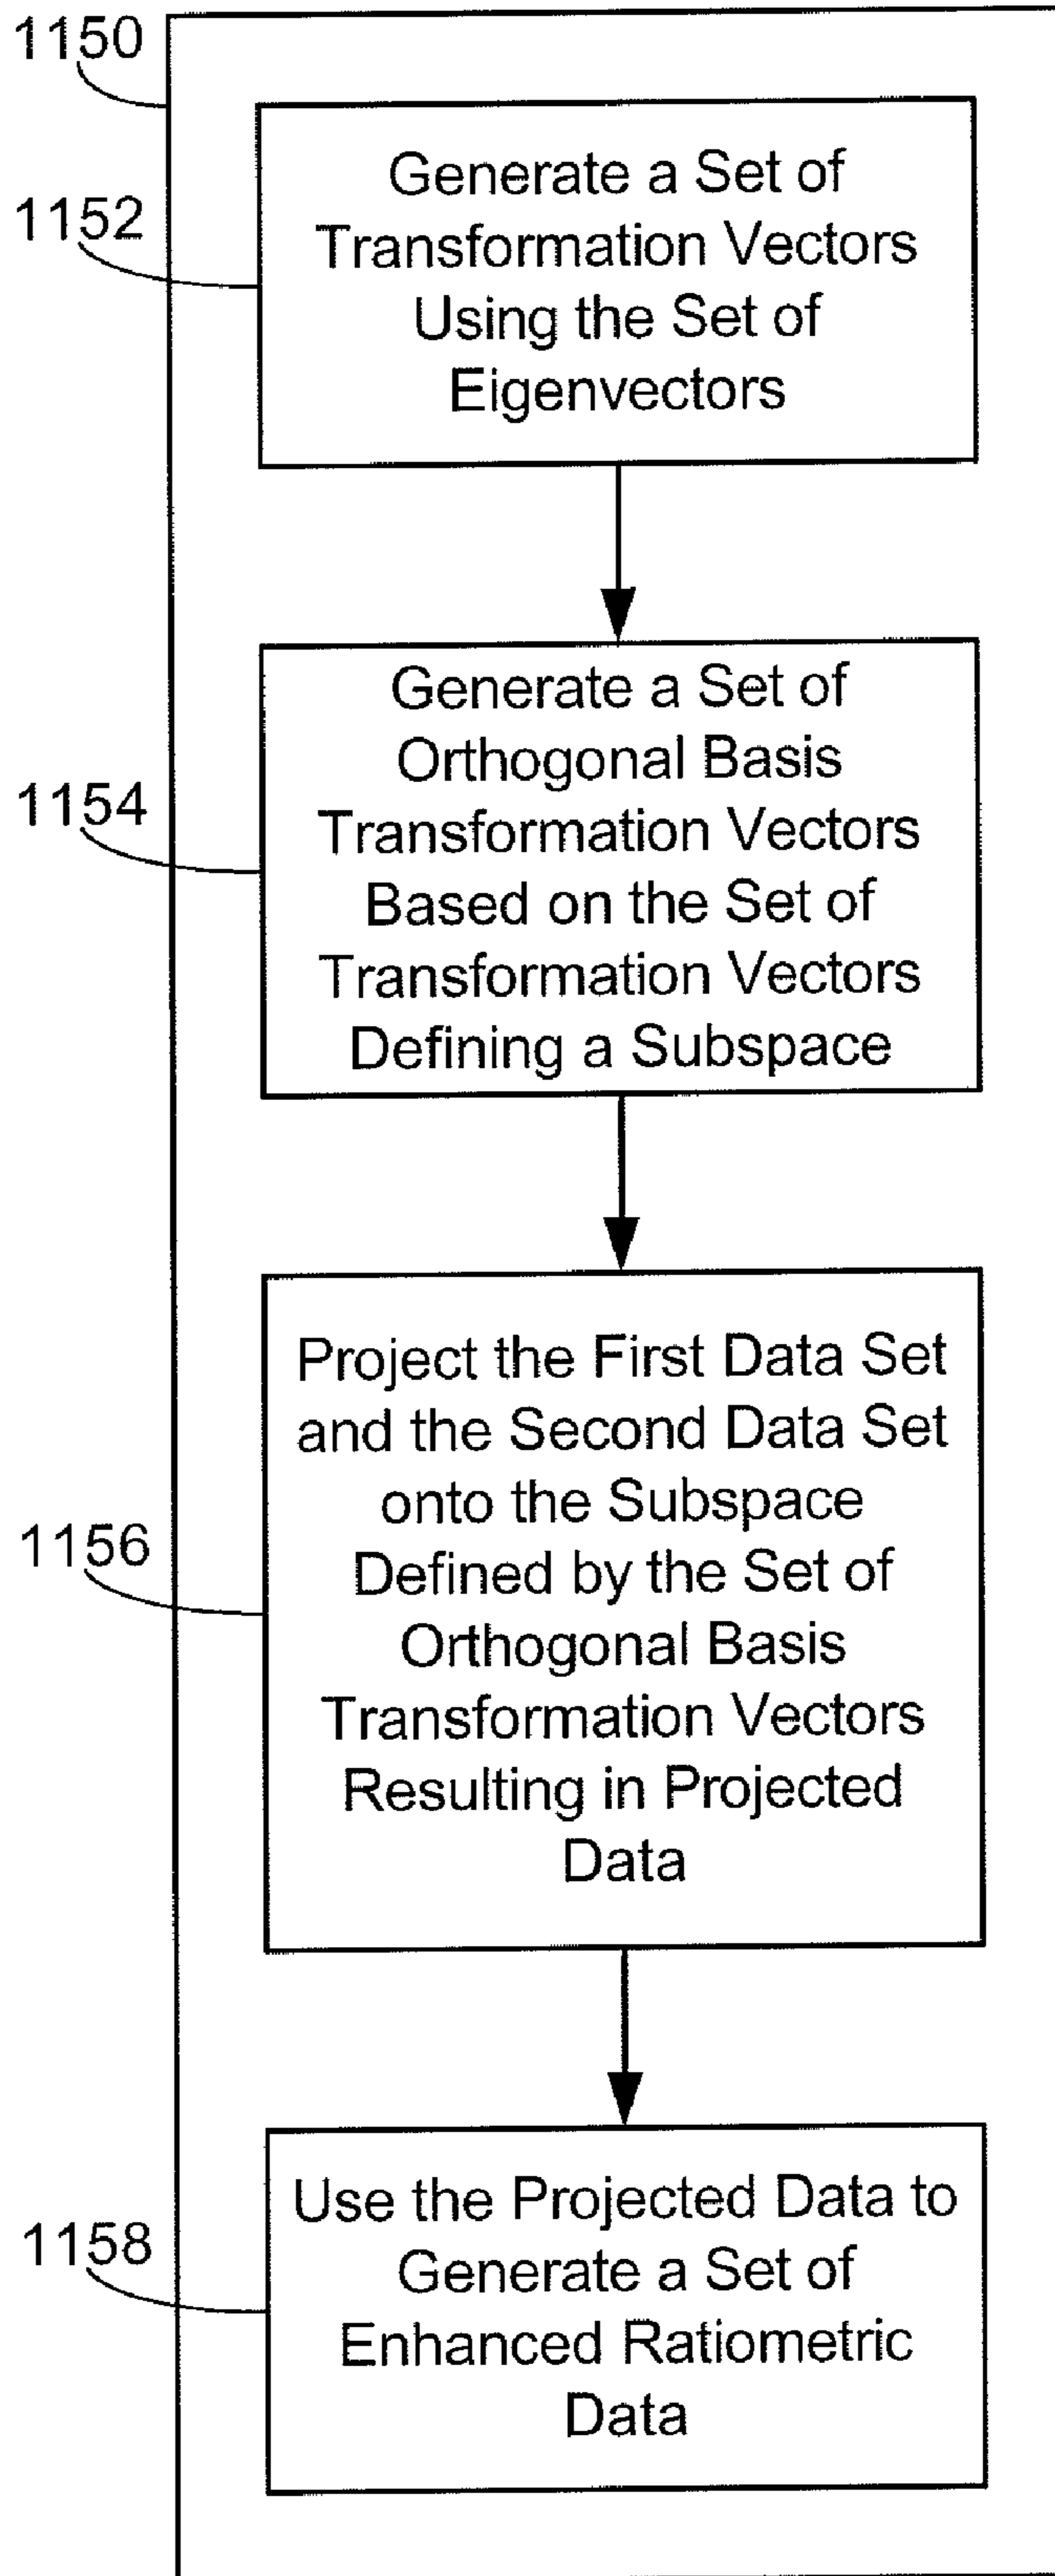 1150
1152
Generate a Set of
Transformation Vectors
Using the Set of
Eigenvectors
1154
Generate a Set of
Orthogonal Basis
Transformation Vectors
Based on the Set of
Transformation Vectors
Defining a Subspace
1156
Project the First Data Set
and the Second Data Set
onto the Subspace
Defined by the Set of
Orthogonal Basis
Transformation Vectors
Resulting in Projected
Data
1158
Use the Projected Data to
Generate a Set of
Enhanced Ratiometric
Data